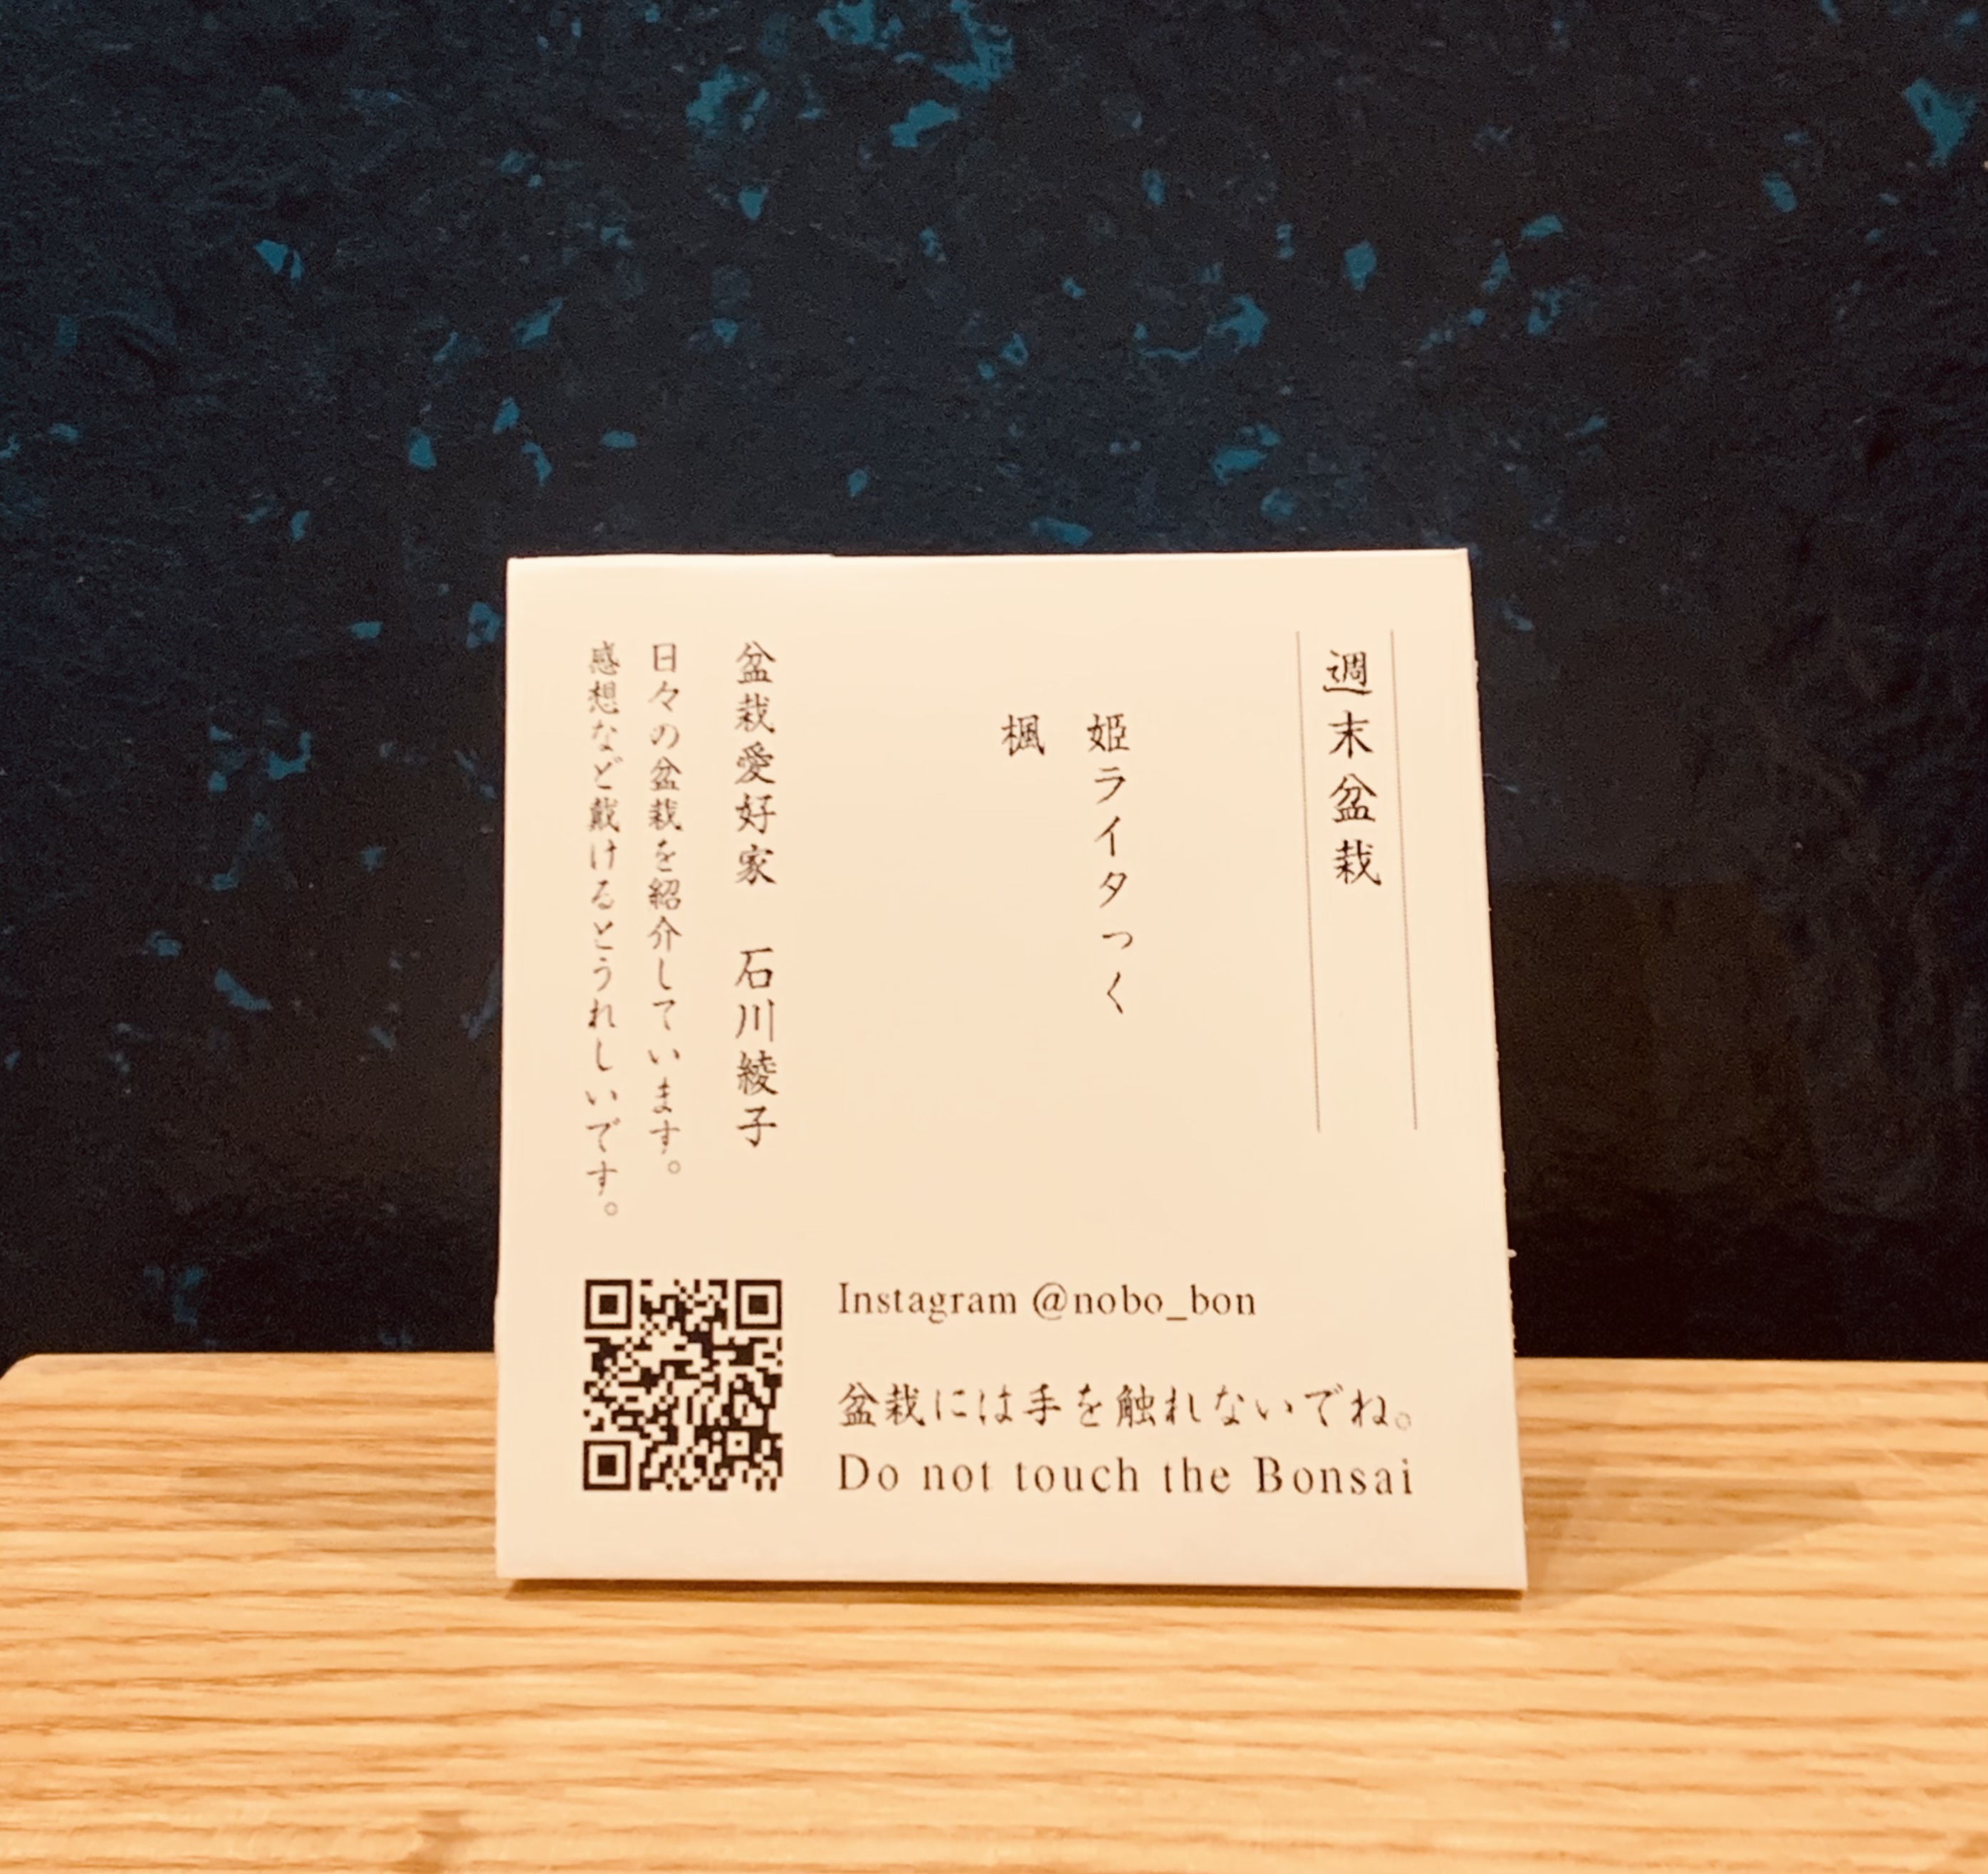 週末盆栽
姫ライタっく
楓
盆栽愛好家　石川綾子
日々の盆栽を紹介しています。
感想など戴けるとうれしいです。
Instagram @nobo_bon
盆栽には手を触れないでね。
Do not touch the Bonsai